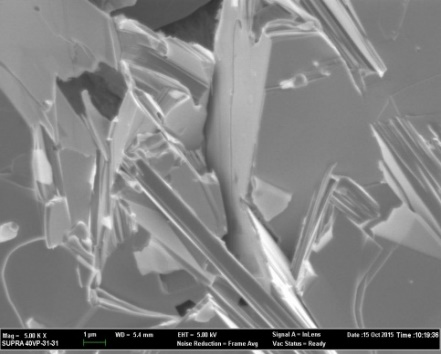 Mag = 5.00 K X 1 µm WD = 5.4 mm EHT = 5.00 kV Signal A = InLens Date :15 Oct 2015 Time :10:19:36
SUPRA 40VP-31-31 Noise Reduction = Frame Avg Vac Status = Ready